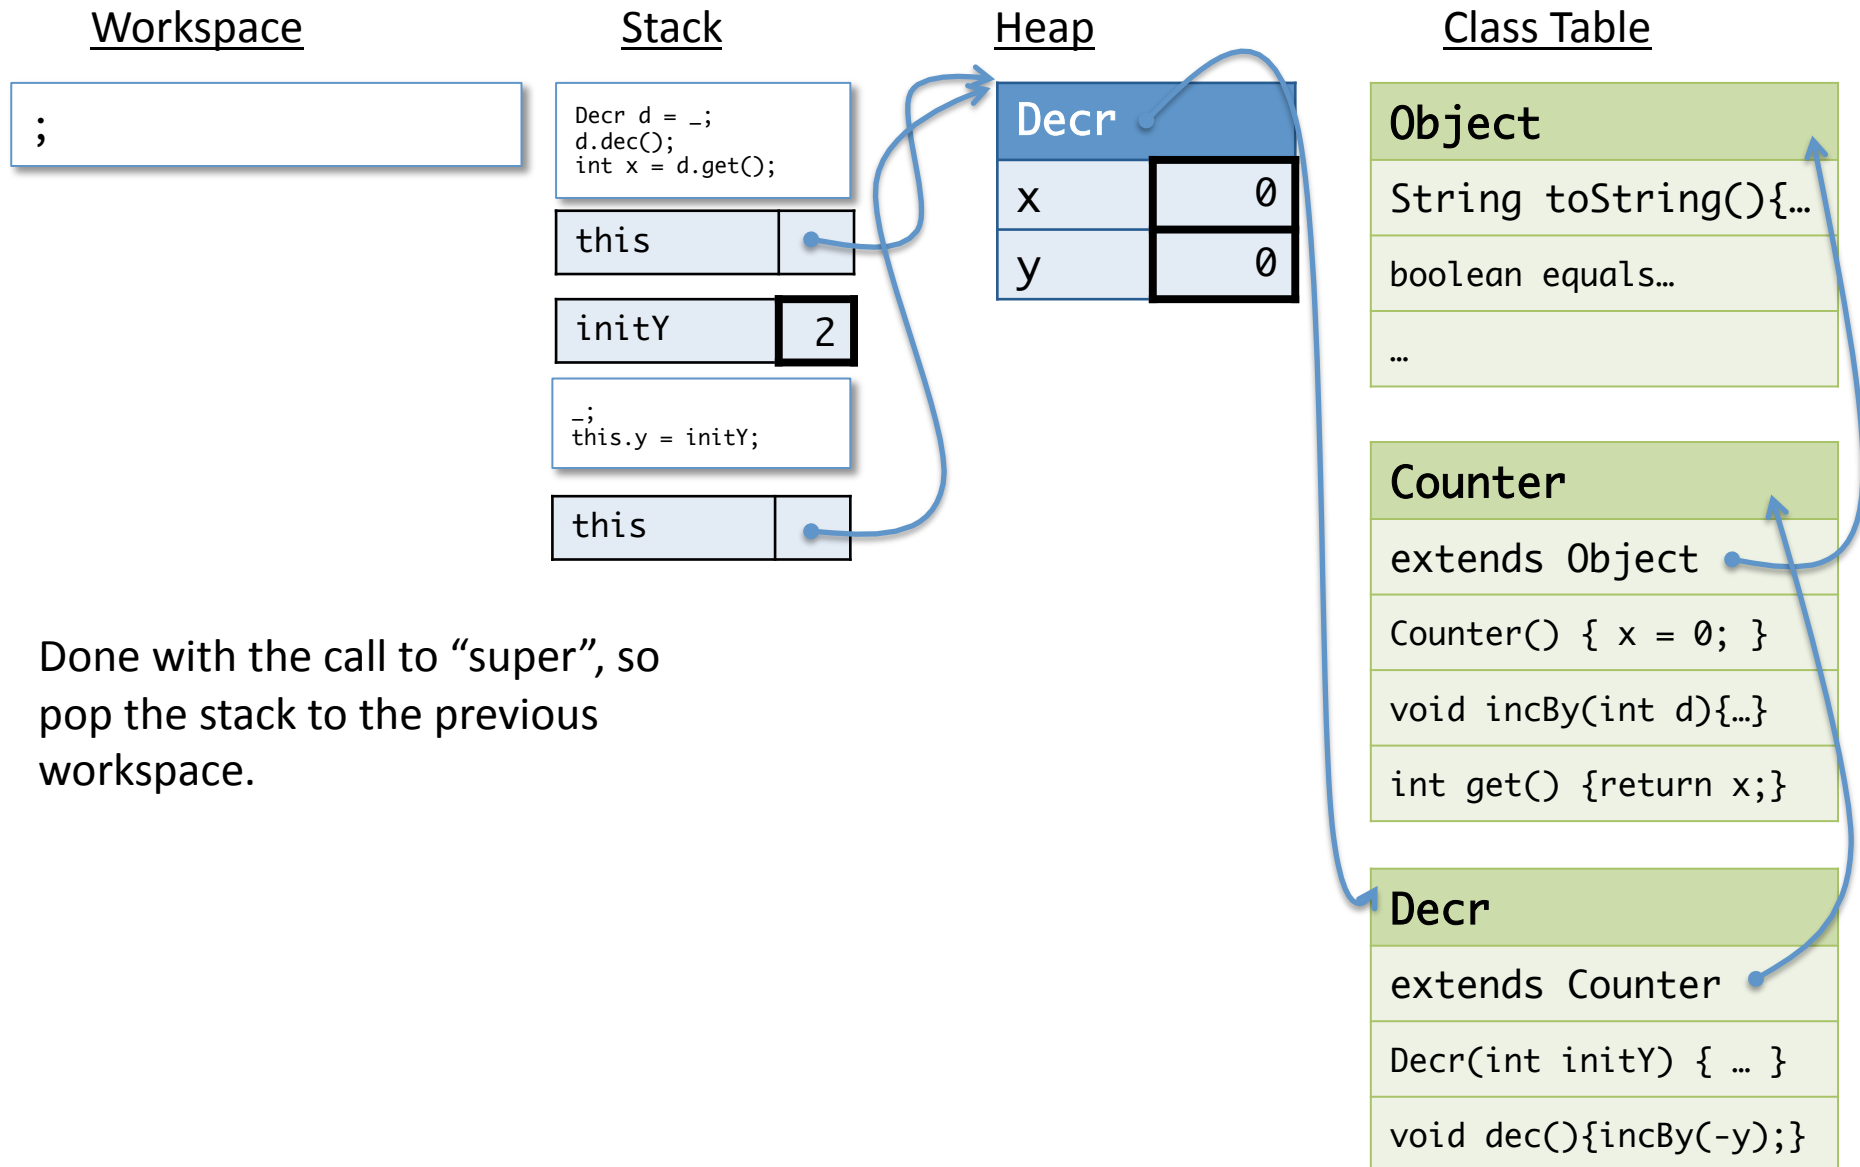 Workspace
;
Stack
Decr d = _;
d.dec();
int x = d.get();
this
initY 2
_;
this.y = initY;
this
Heap
Decr
x 0
y 0
Class Table
Object
String toString(){…
boolean equals…
…
Counter
extends Object
Counter() { x = 0; }
void incBy(int d){…}
int get() {return x;}
Decr
extends Counter
Decr(int initY) { … }
void dec(){incBy(-y);}
Done with the call to “super”, so
pop the stack to the previous
workspace.